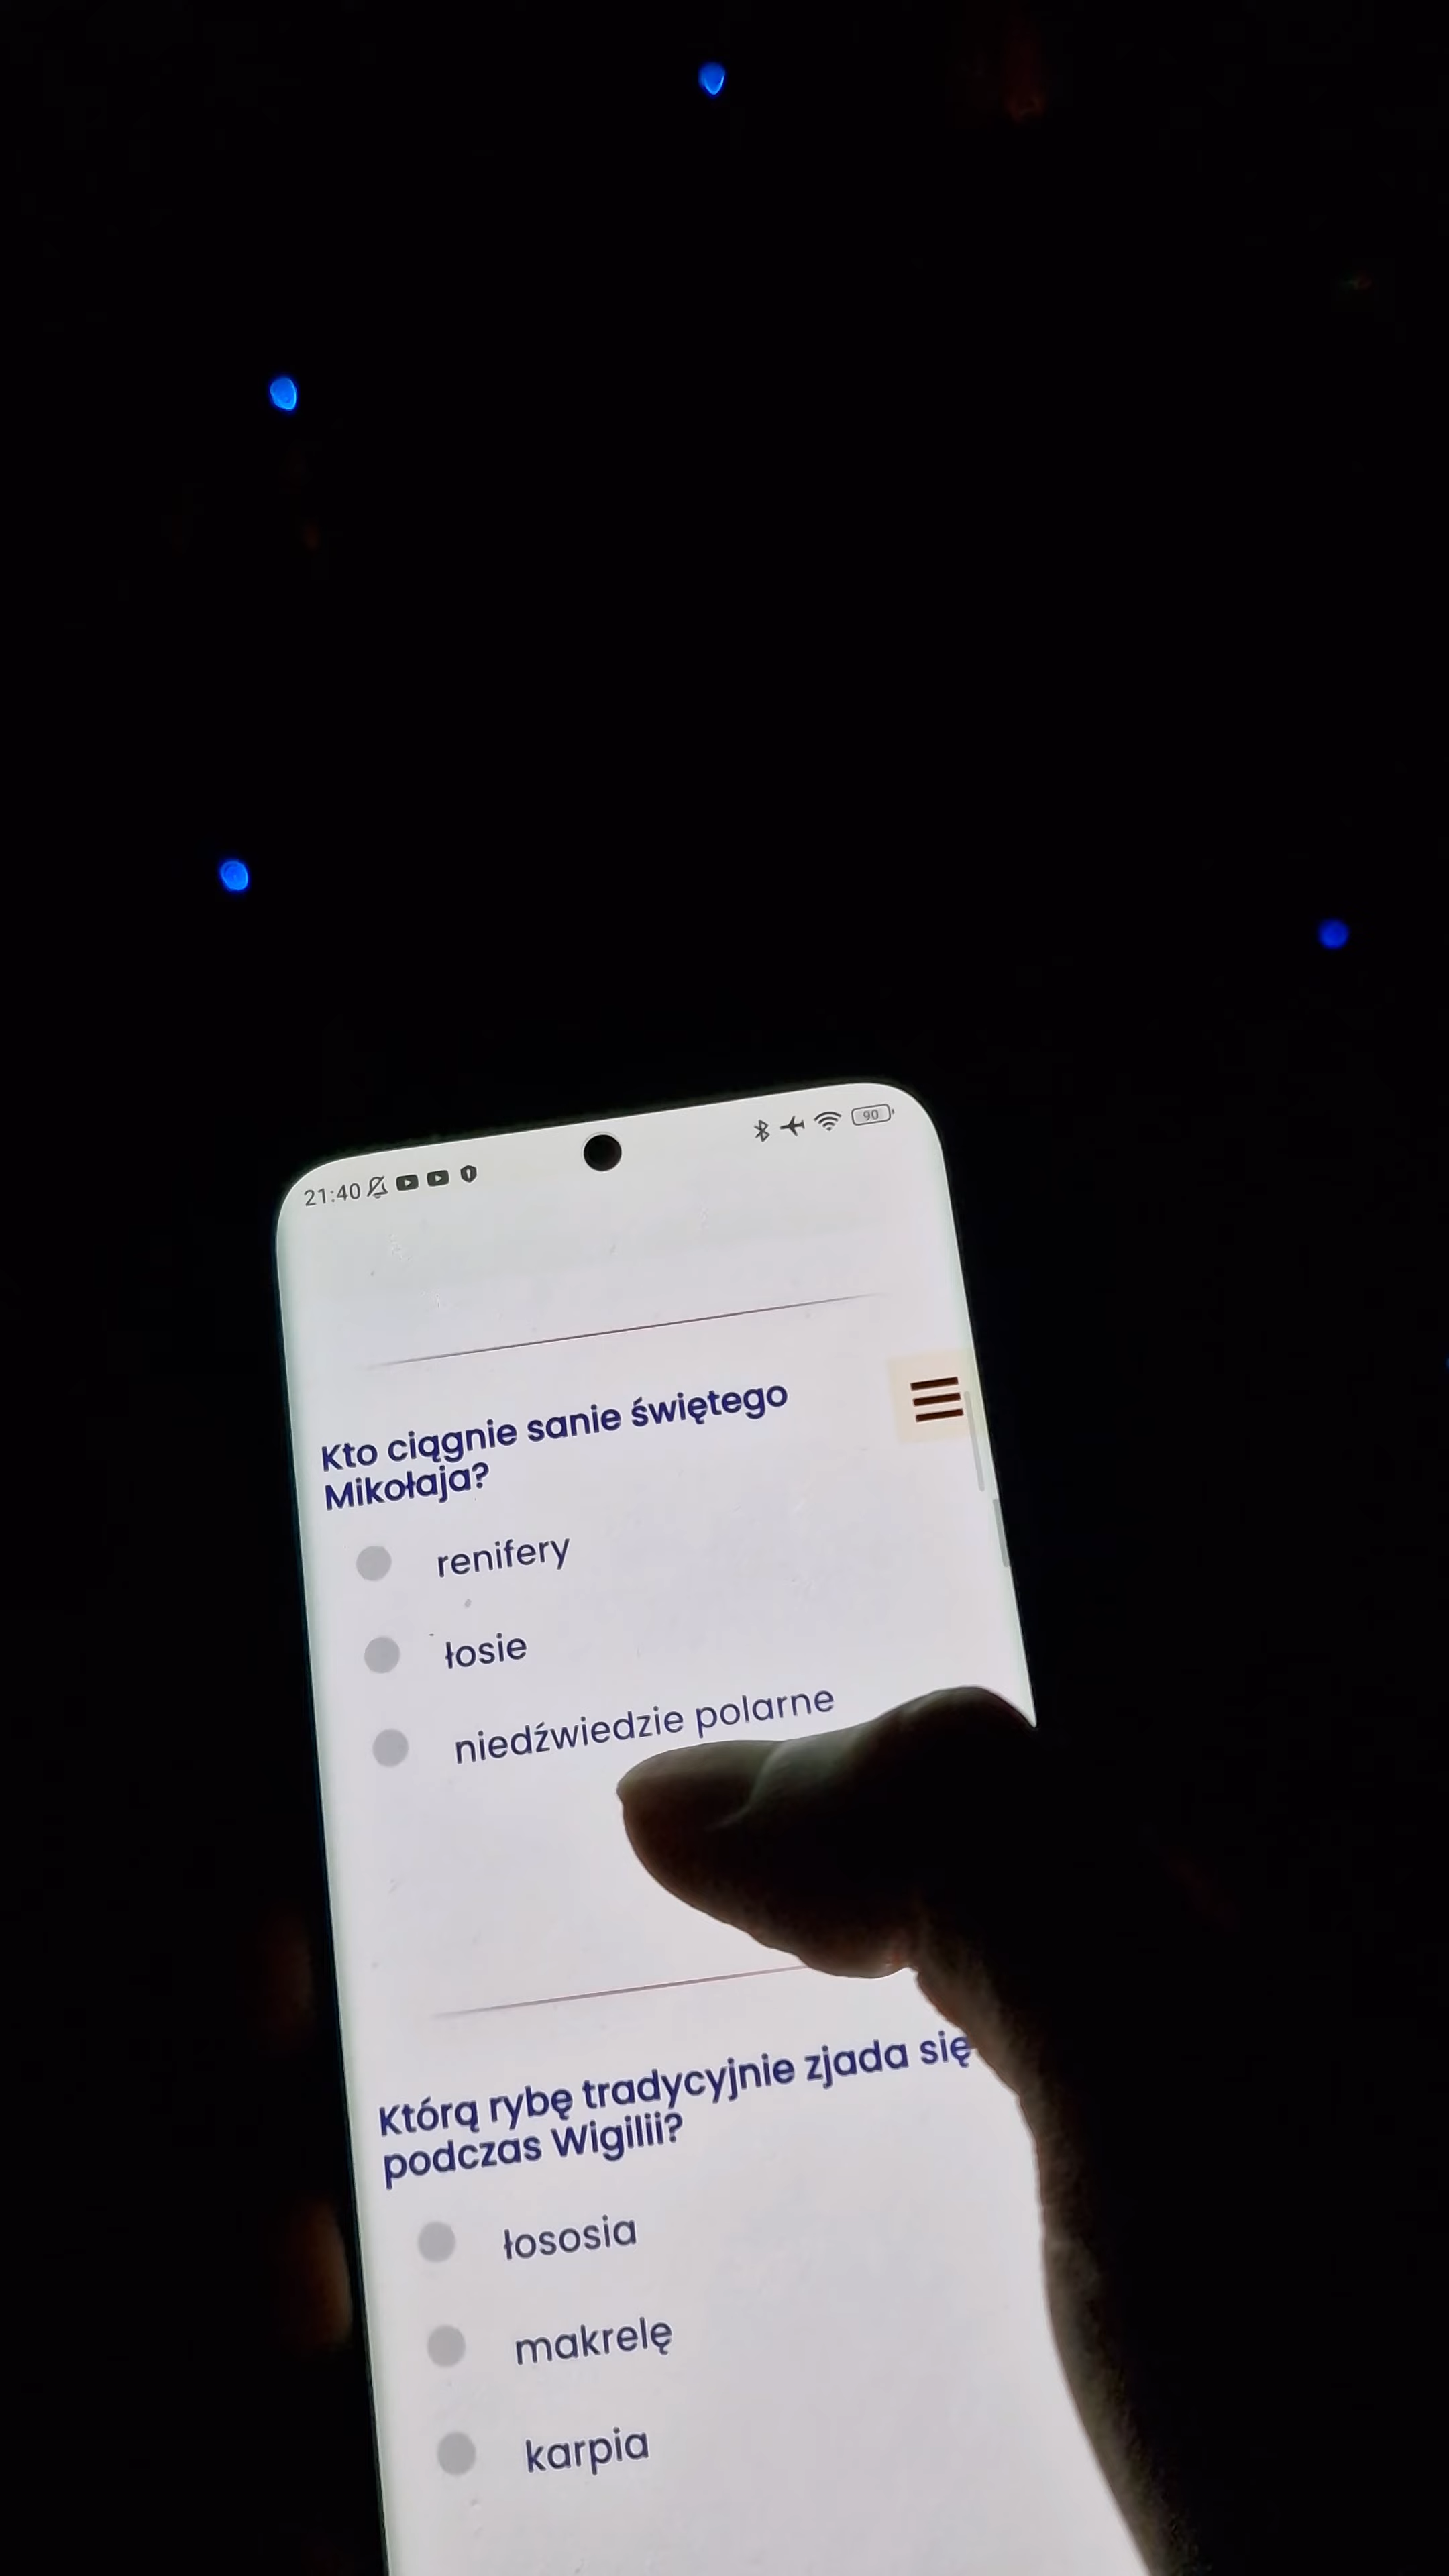 21:40
90
Kto ciągnie sanie świętego
Mikołaja?
renifery
łosie
niedźwiedzie polarne
Którą rybę tradycyjnie zjada się
podczas Wigilii?
łososia
makrelę
karpia